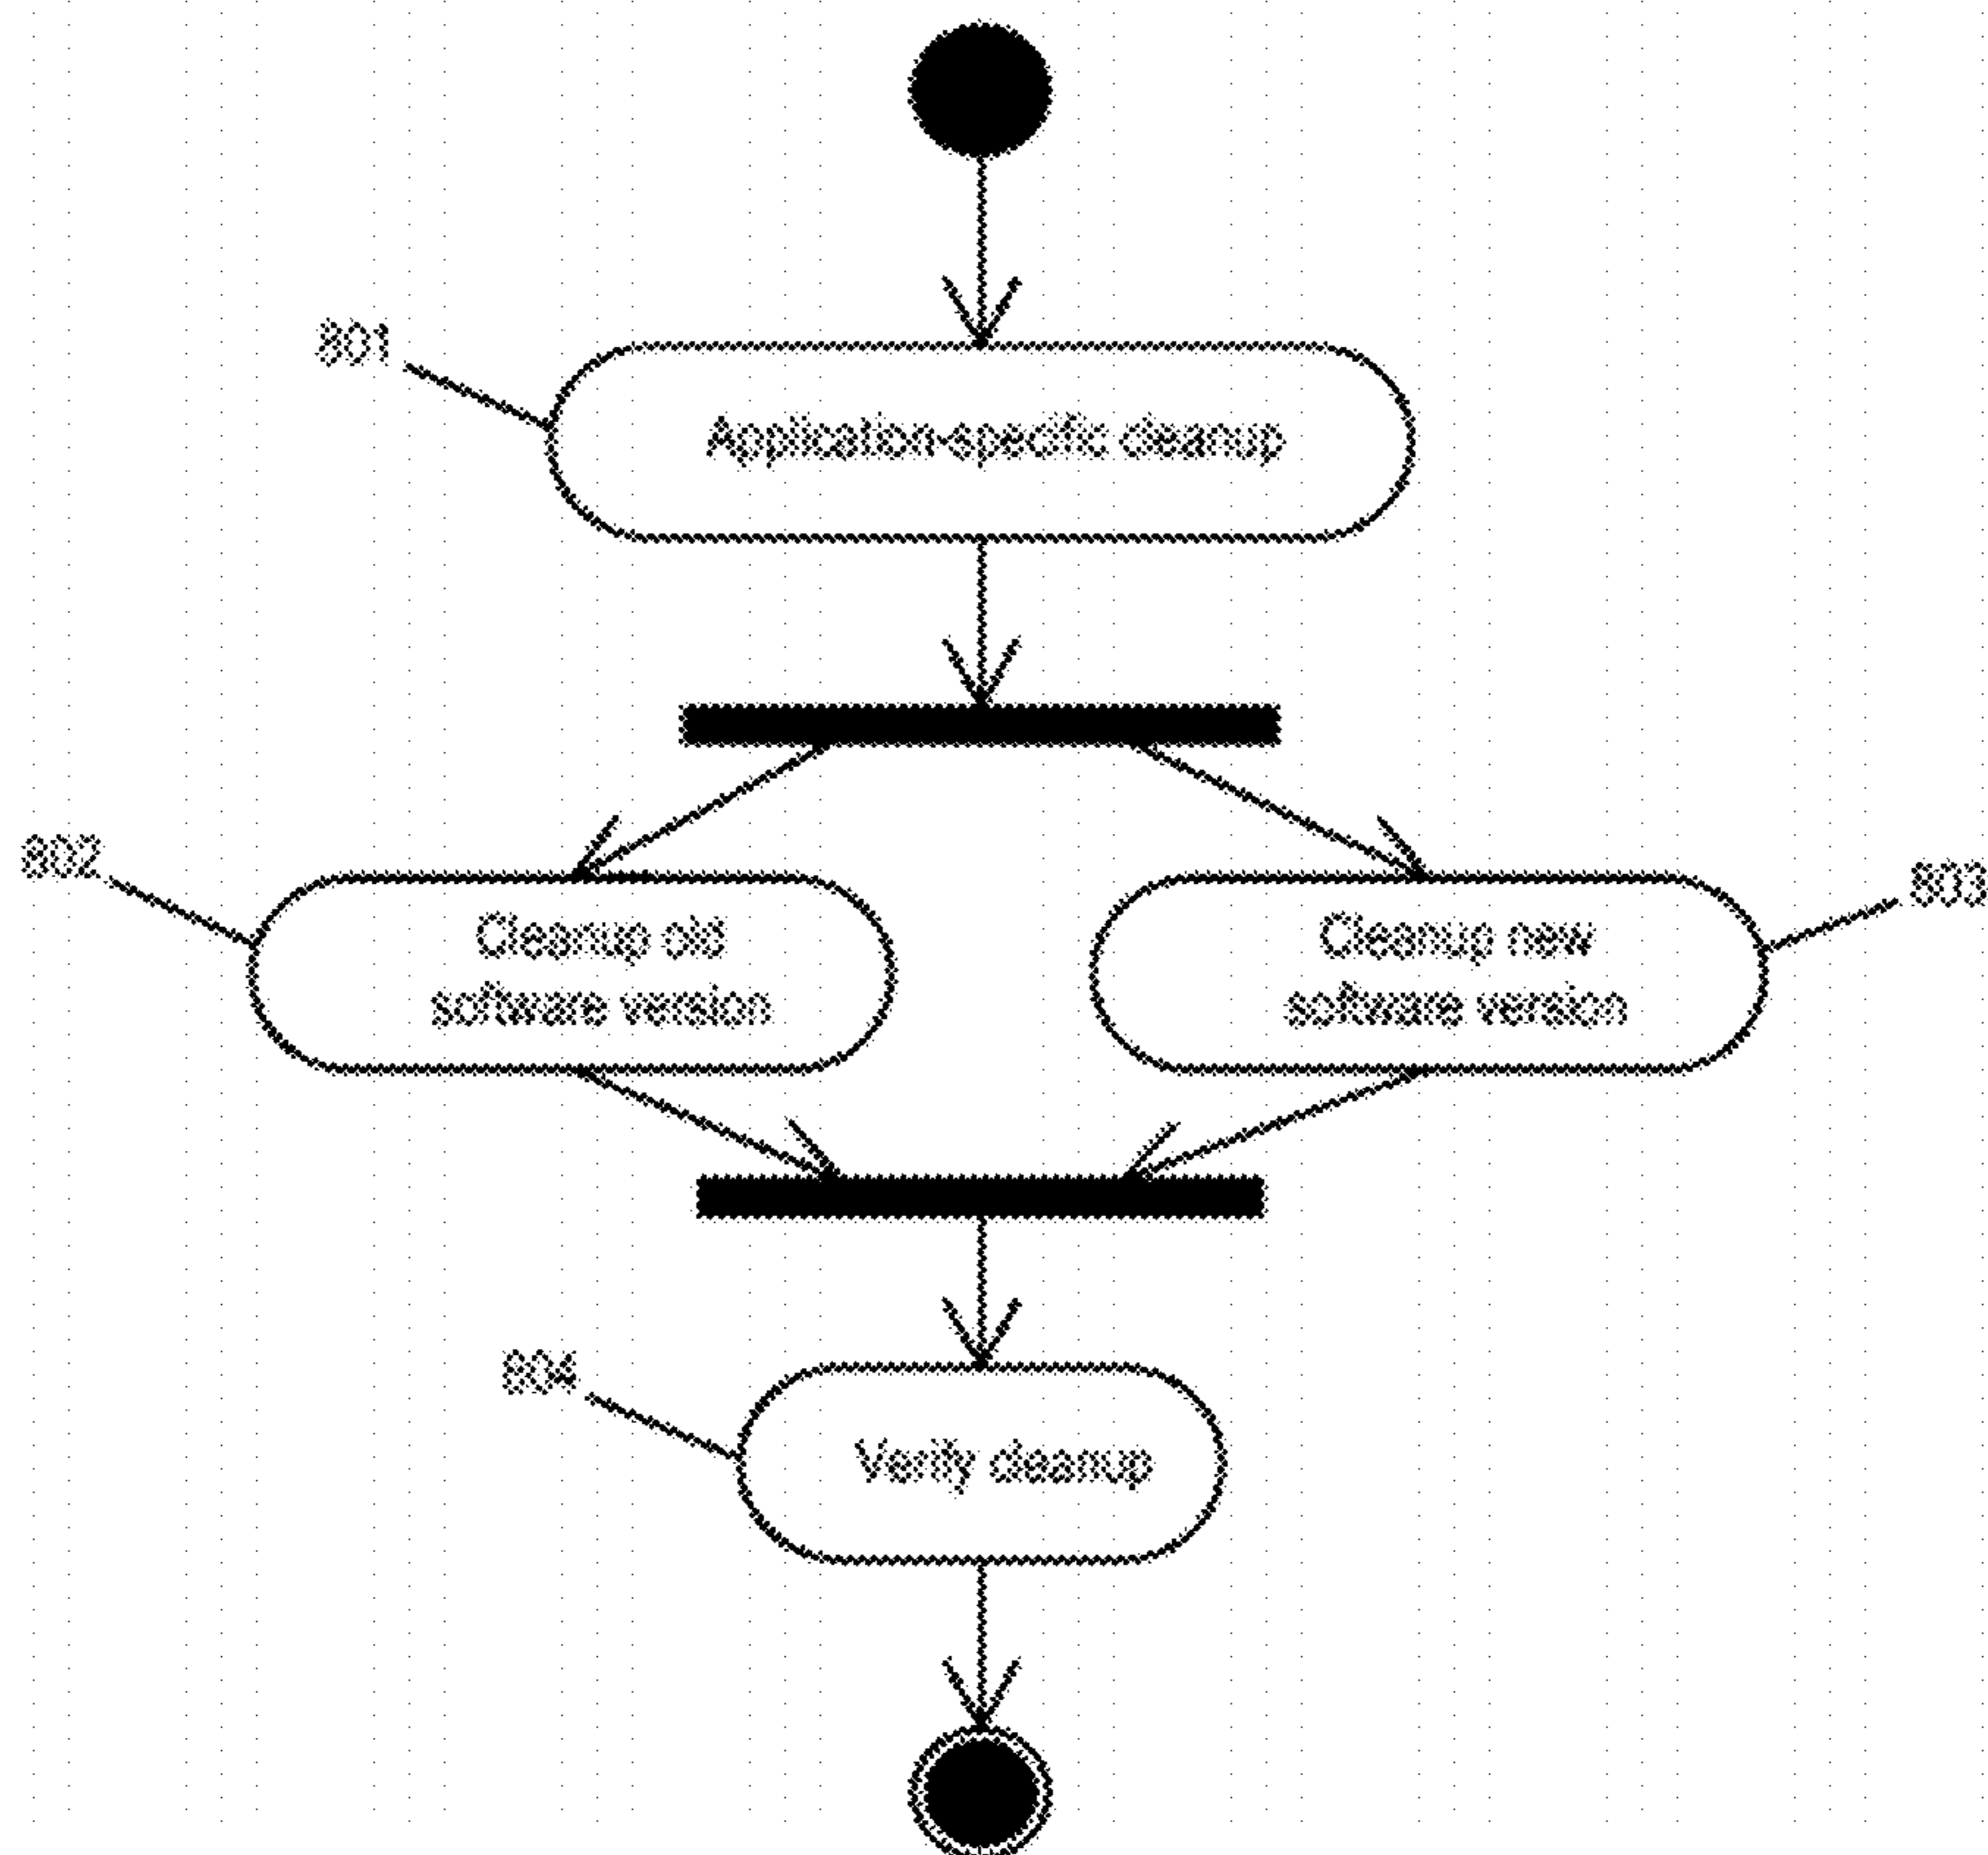 801
Application-specific cleanup
802
Cleanup old
software version
803
Cleanup new
software version
804
Verify cleanup